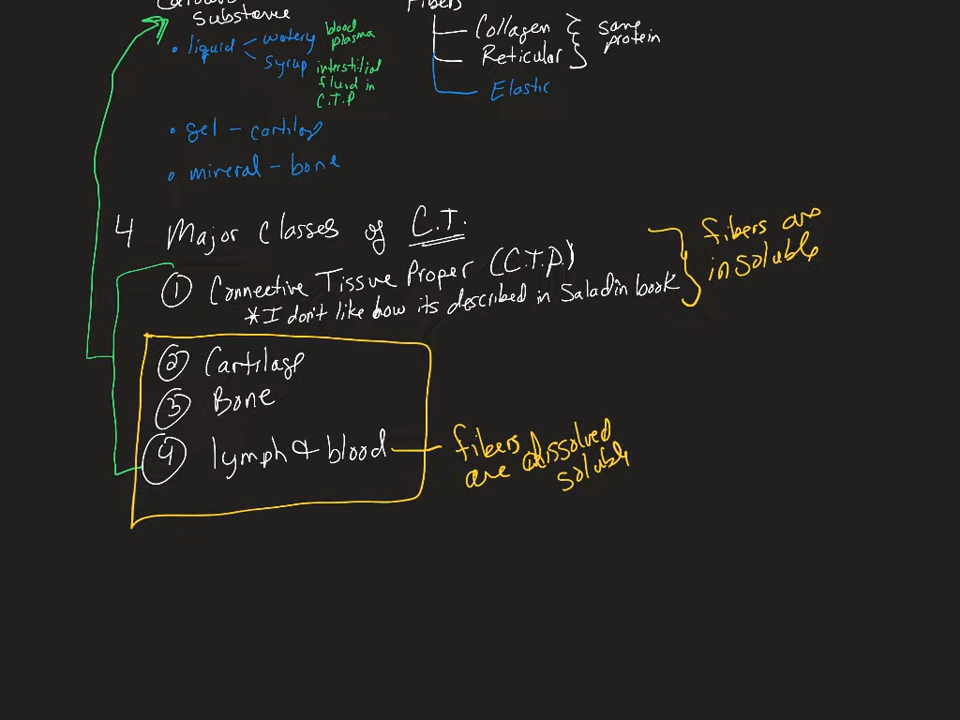 Substance
• liquid
watery blood plasma
syrup interstitial fluid in C.T.P
• gel – cartilag
• mineral – bone
Fibers
Collagen
Reticular
same protein
Elastic
4 Major Classes of C.T.
① Connective Tissue Proper (C.T.P.)
*I don't like how its described in Saladin book
fibers are
insoluble
② Cartilage
③ Bone
④ lymph & blood
fibers dissolved
are soluble